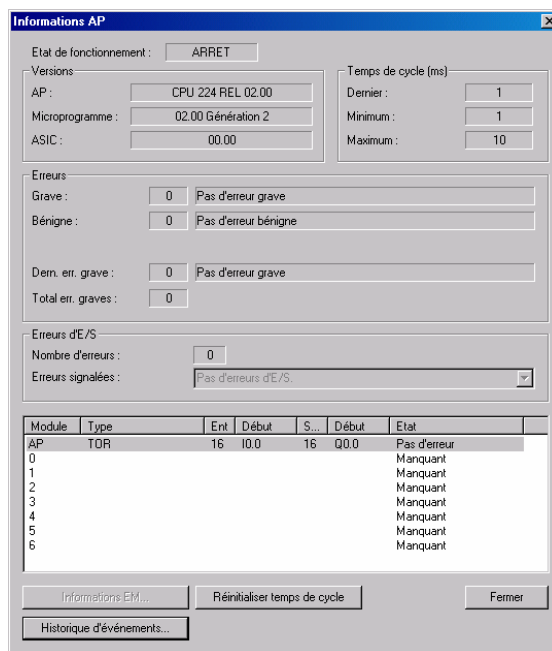 Informations AP
Etat de fonctionnement : ARRET
Versions
AP : CPU 224 REL 02.00
Microprogramme : 02.00 Génération 2
ASIC : 00.00
Temps de cycle (ms)
Dernier : 1
Minimum : 1
Maximum : 10
Erreurs
Grave : 0 Pas d'erreur grave
Bénigne : 0 Pas d'erreur bénigne
Dern. err. grave : 0 Pas d'erreur grave
Total err. graves : 0
Erreurs d'E/S
Nombre d'erreurs : 0
Erreurs signalées : Pas d'erreurs d'E/S.
Module Type Ent Début S... Début Etat
AP TOR 16 I0.0 16 Q0.0 Pas d'erreur
0 Manquant
1 Manquant
2 Manquant
3 Manquant
4 Manquant
5 Manquant
6 Manquant
Informations EM... Réinitialiser temps de cycle Fermer
Historique d'événements...